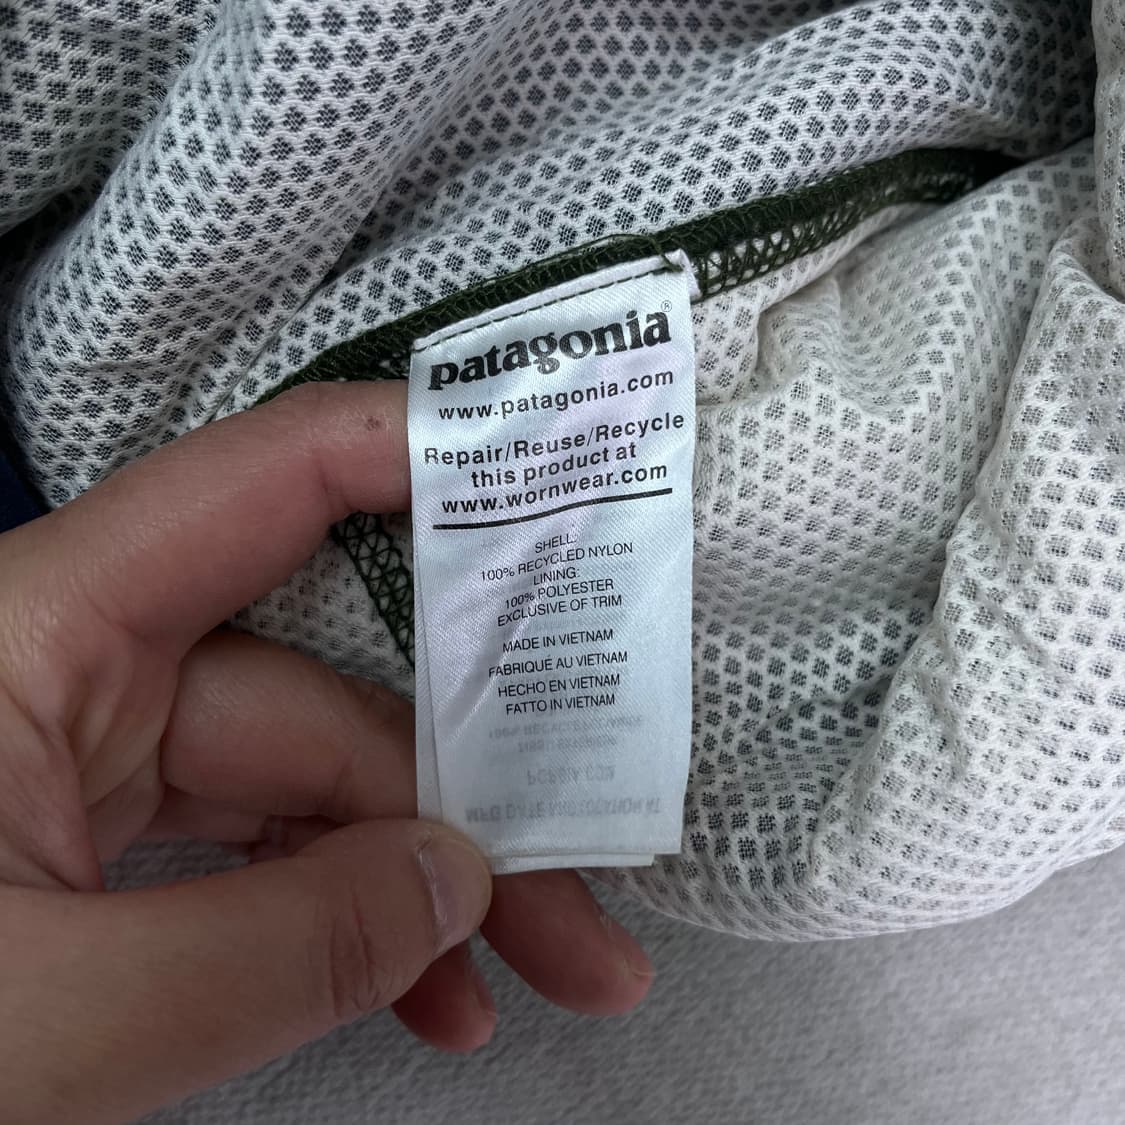 patagonia®
www.patagonia.com
Repair/Reuse/Recycle
this product at
www.wornwear.com
SHELL:
100% RECYCLED NYLON
LINING:
100% POLYESTER
EXCLUSIVE OF TRIM
MADE IN VIETNAM
FABRIQUÉ AU VIETNAM
HECHO EN VIETNAM
FATTO IN VIETNAM